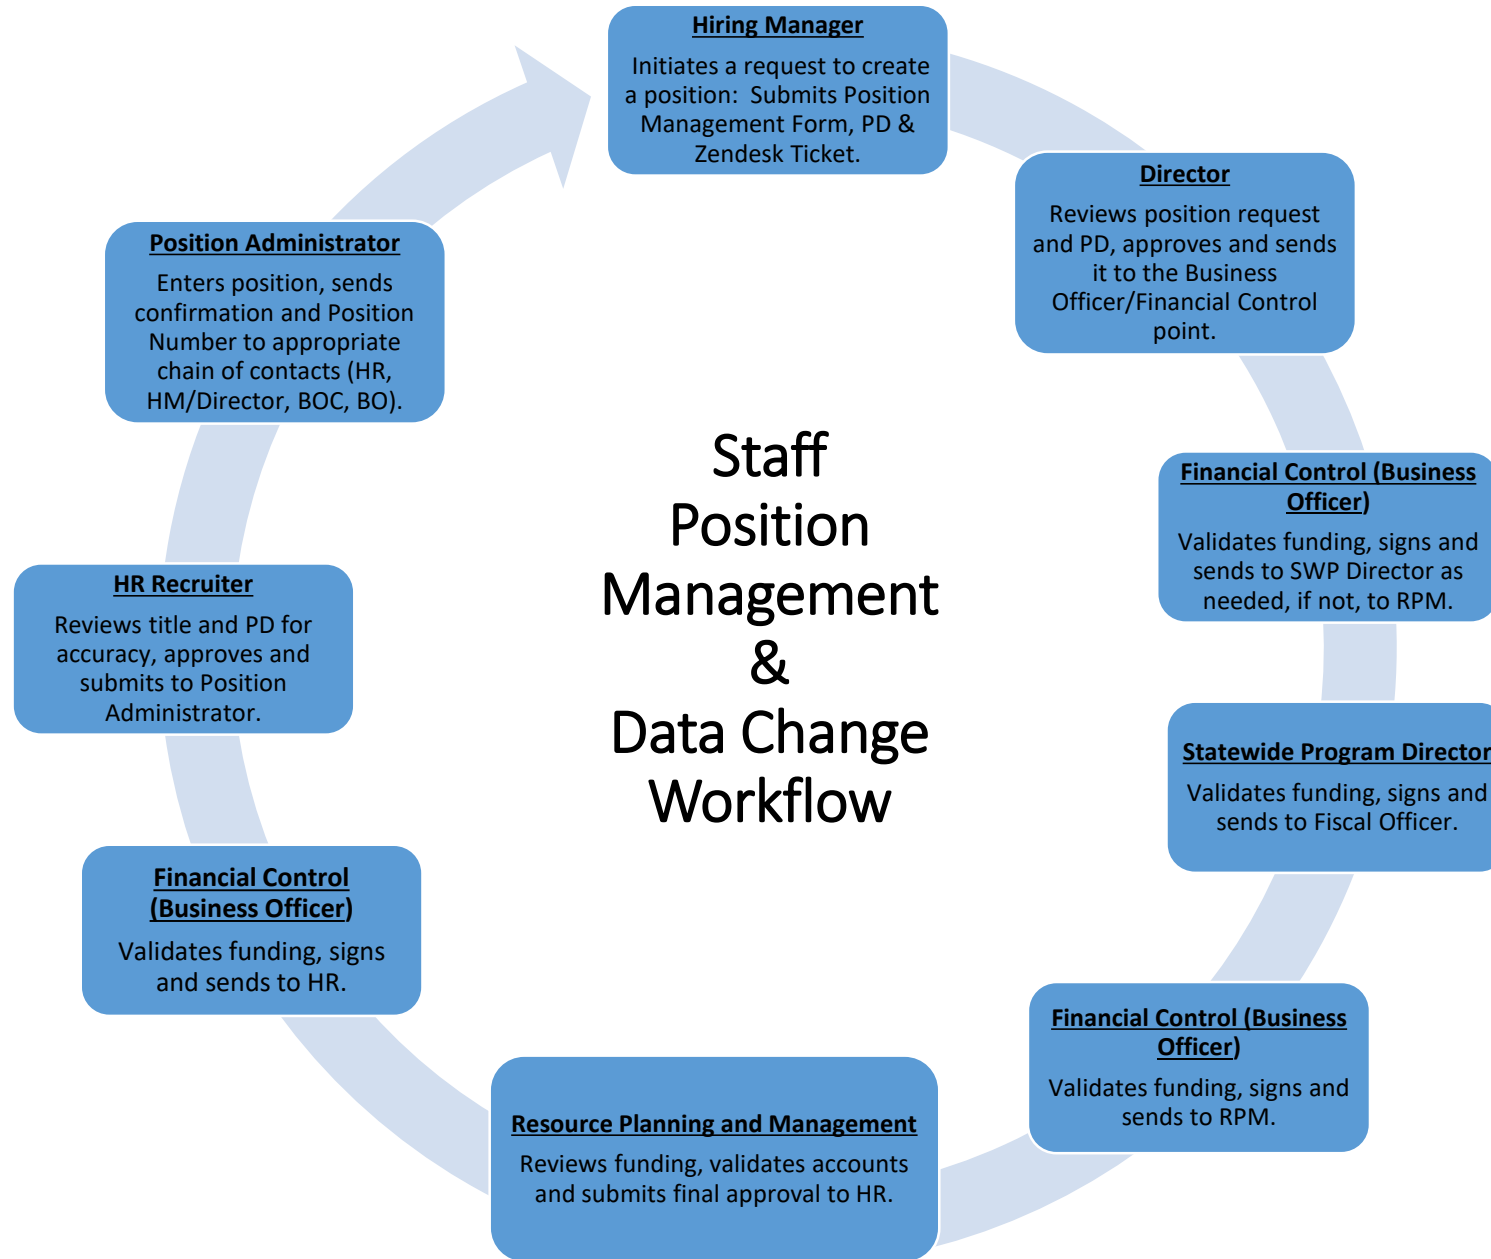 Hiring Manager
Initiates a request to create
a position:  Submits Position
Management Form, PD &
Zendesk Ticket.
Director
Reviews position request
and PD, approves and sends
it to the Business
Officer/Financial Control
point.
Financial Control (Business
Officer)
Validates funding, signs and
sends to SWP Director as
needed, if not, to RPM.
Statewide Program Director
Validates funding, signs and
sends to Fiscal Officer.
Financial Control (Business
Officer)
Validates funding, signs and
sends to RPM.
Resource Planning and Management
Reviews funding, validates accounts
and submits final approval to HR.
Financial Control
(Business Officer)
Validates funding, signs
and sends to HR.
HR Recruiter
Reviews title and PD for
accuracy, approves and
submits to Position
Administrator.
Position Administrator
Enters position, sends
confirmation and Position
Number to appropriate
chain of contacts (HR,
HM/Director, BOC, BO).
Staff
Position
Management
&
Data Change
Workflow